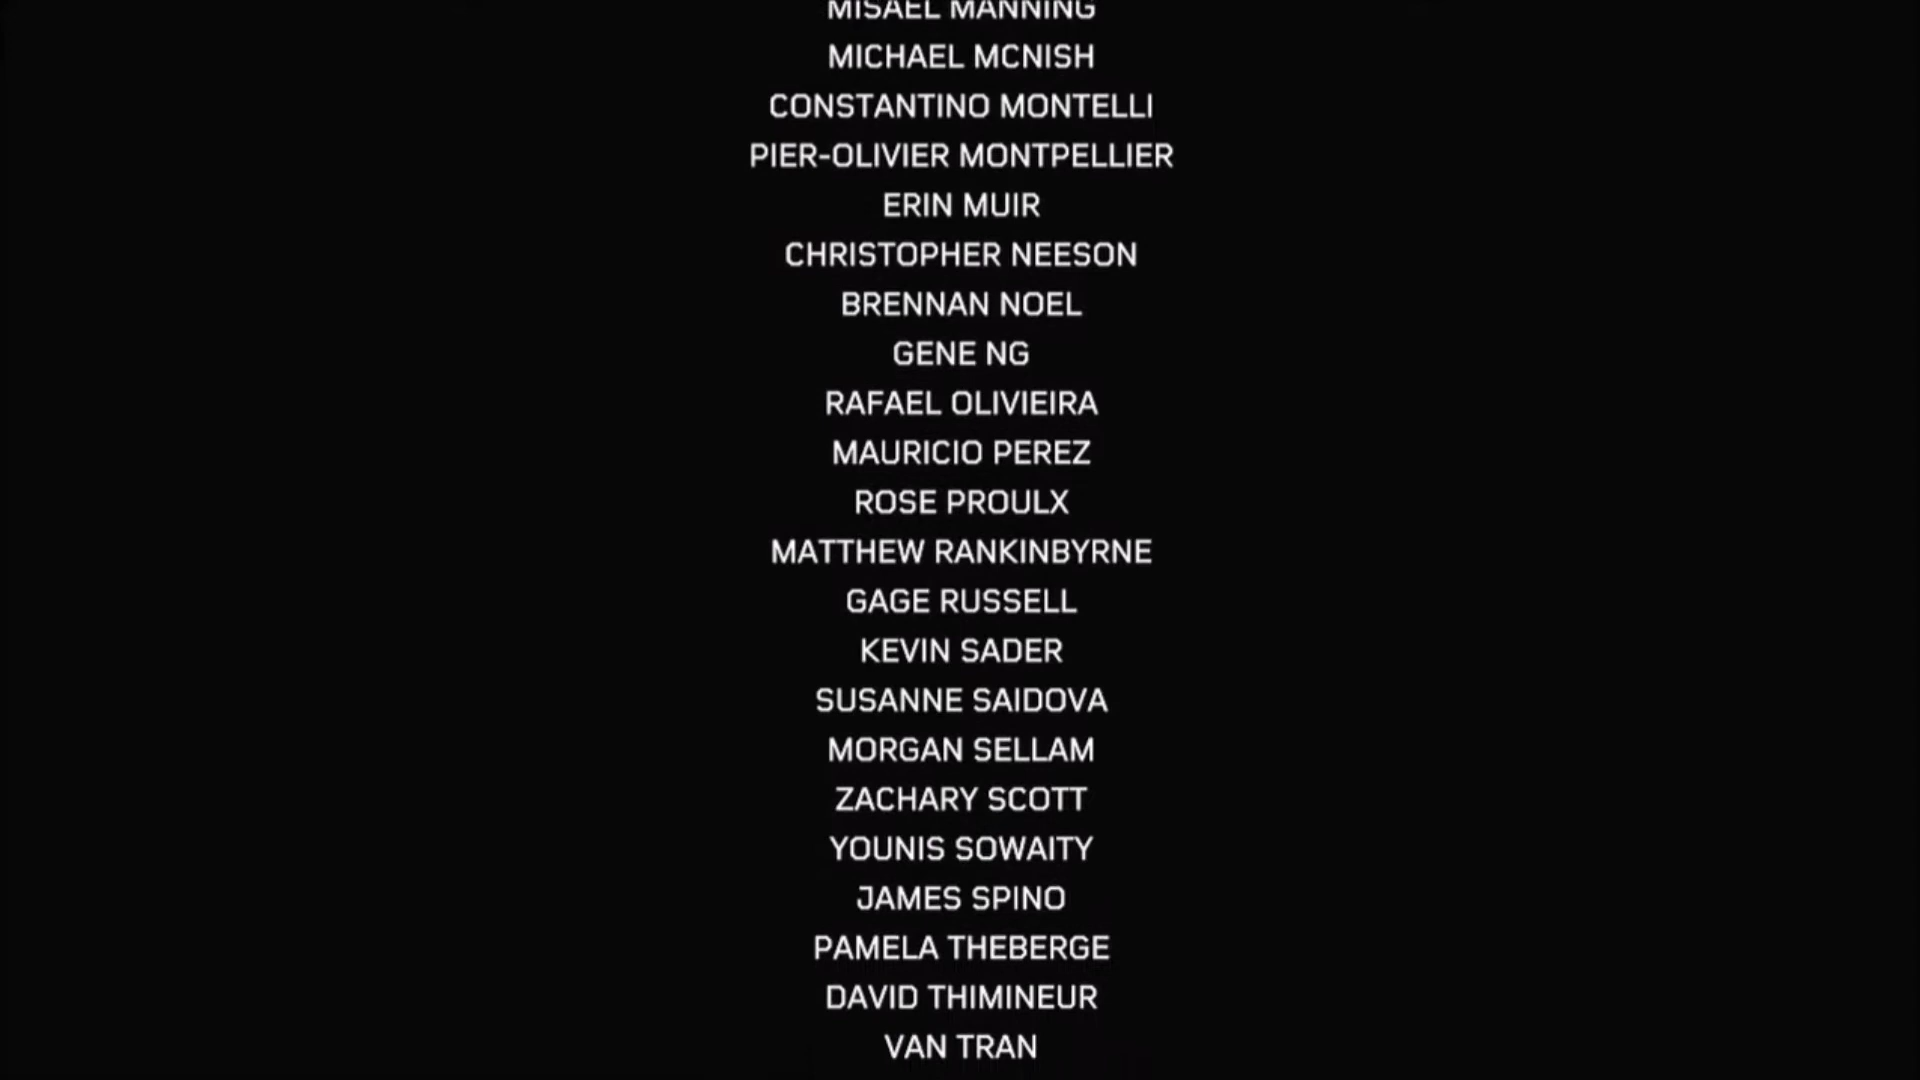 MISAEL MANNING
MICHAEL MCNISH
CONSTANTINO MONTELLI
PIER-OLIVIER MONTPELLIER
ERIN MUIR
CHRISTOPHER NEESON
BRENNAN NOEL
GENE NG
RAFAEL OLIVIEIRA
MAURICIO PEREZ
ROSE PROULX
MATTHEW RANKINBYRNE
GAGE RUSSELL
KEVIN SADER
SUSANNE SAIDOVA
MORGAN SELLAM
ZACHARY SCOTT
YOUNIS SOWAITY
JAMES SPINO
PAMELA THEBERGE
DAVID THIMINEUR
VAN TRAN